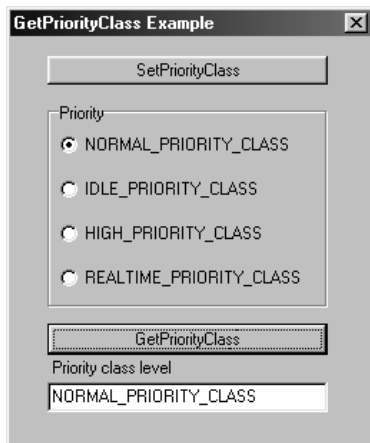 GetPriorityClass Example
SetPriorityClass
Priority
NORMAL_PRIORITY_CLASS
IDLE_PRIORITY_CLASS
HIGH_PRIORITY_CLASS
REALTIME_PRIORITY_CLASS
GetPriorityClass
Priority class level
NORMAL_PRIORITY_CLASS